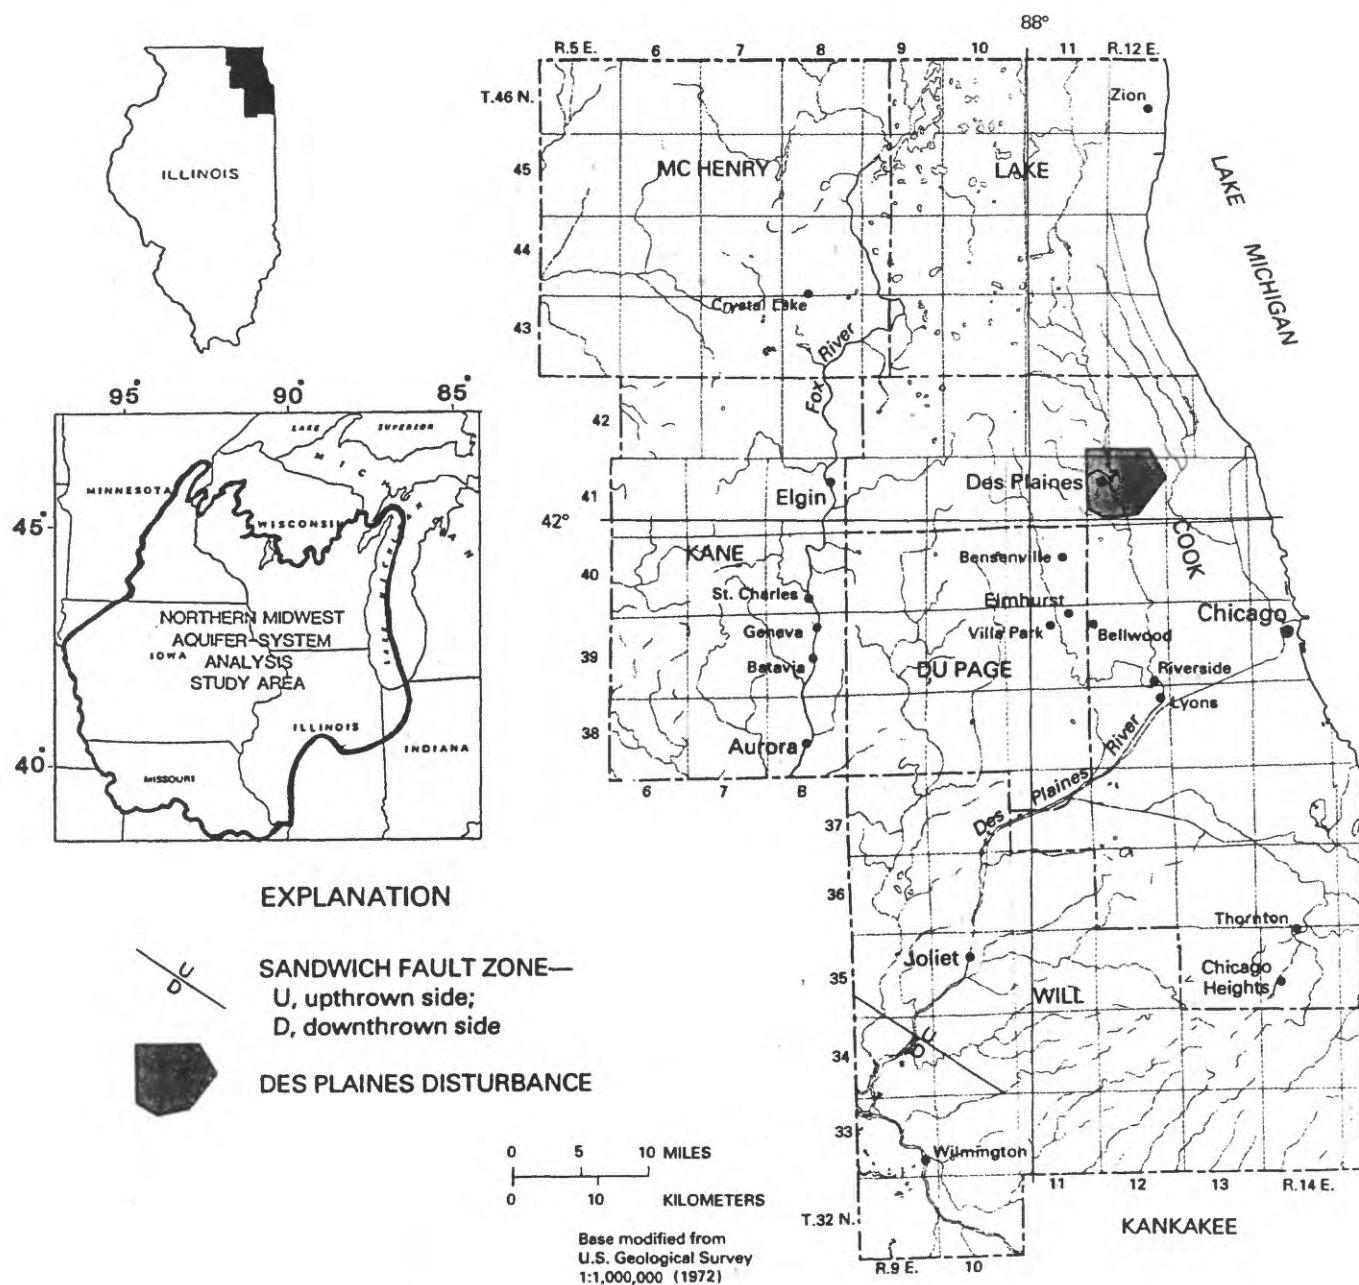 ILLINOIS
95°
90°
85°
45°
40°
LAKE
SUPERIOR
MICHIGAN
MINNESOTA
WISCONSIN
LAKE MICHIGAN
NORTHERN MIDWEST
AQUIFER-SYSTEM
ANALYSIS
STUDY AREA
IOWA
ILLINOIS
INDIANA
MISSOURI
EXPLANATION
U
D
SANDWICH FAULT ZONE—
U, upthrown side;
D, downthrown side
DES PLAINES DISTURBANCE
0 5 10 MILES
0 10 KILOMETERS
Base modified from
U.S. Geological Survey
1:1,000,000 (1972)
88°
R.5 E. 6 7 8 9 10 11 R.12 E.
T.46 N.
Zion
45
MC HENRY
LAKE
LAKE MICHIGAN
44
Crystal Lake
43
Fox River
42
Elgin
Des Plaines
41
42°
COOK
KANE
Bensenville
40
St. Charles
Elmhurst
Chicago
Geneva
Villa Park
Bellwood
39
Batavia
DU PAGE
Riverside
Lyons
38
Aurora
Des Plaines River
6 7 8
37
36
Thornton
Joliet
35
Chicago
Heights
WILL
34
U
D
33
Wilmington
11 12 13 R.14 E.
T.32 N.
KANKAKEE
R.9 E. 10